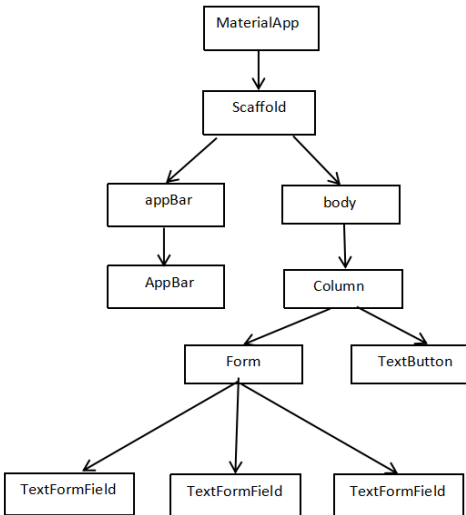 MaterialApp
Scaffold
appBar
body
AppBar
Column
Form
TextButton
TextFormField
TextFormField
TextFormField